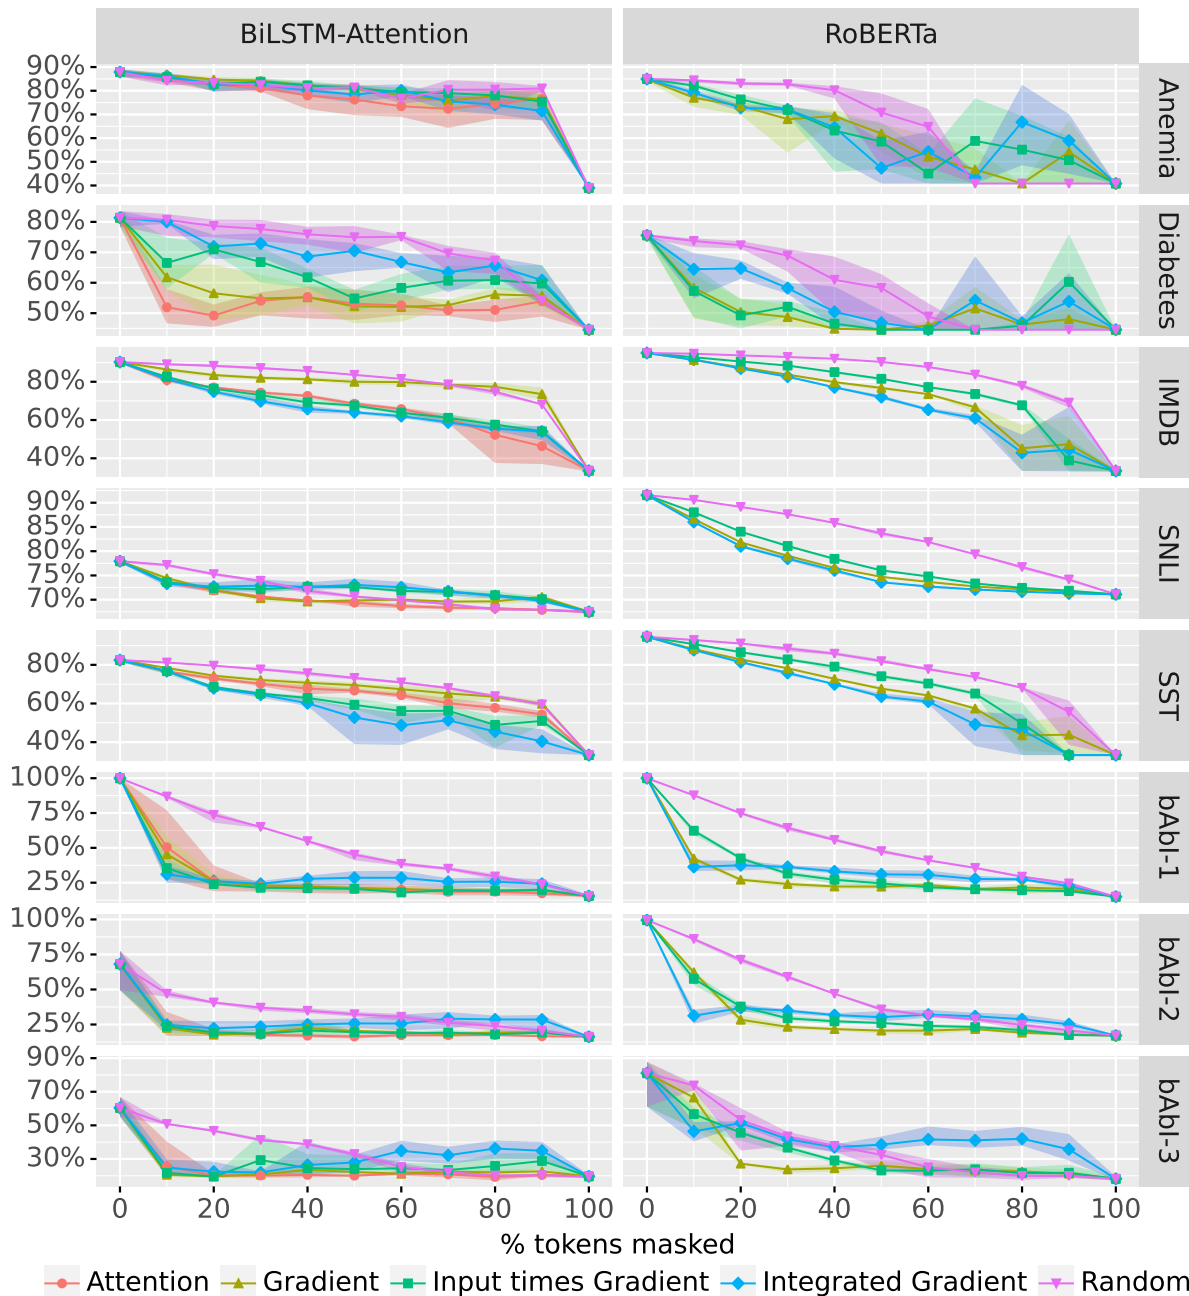 BiLSTM-Attention RoBERTa
90%
80%
70%
60%
50%
40%
Anemia
80%
70%
60%
50%
Diabetes
80%
60%
40%
IMDB
90%
85%
80%
75%
70%
SNLI
80%
60%
40%
SST
100%
75%
50%
25%
bAbI-1
100%
75%
50%
25%
bAbI-2
90%
70%
50%
30%
bAbI-3
0 20 40 60 80 100 0 20 40 60 80 100
% tokens masked
Attention Gradient Input times Gradient Integrated Gradient Random